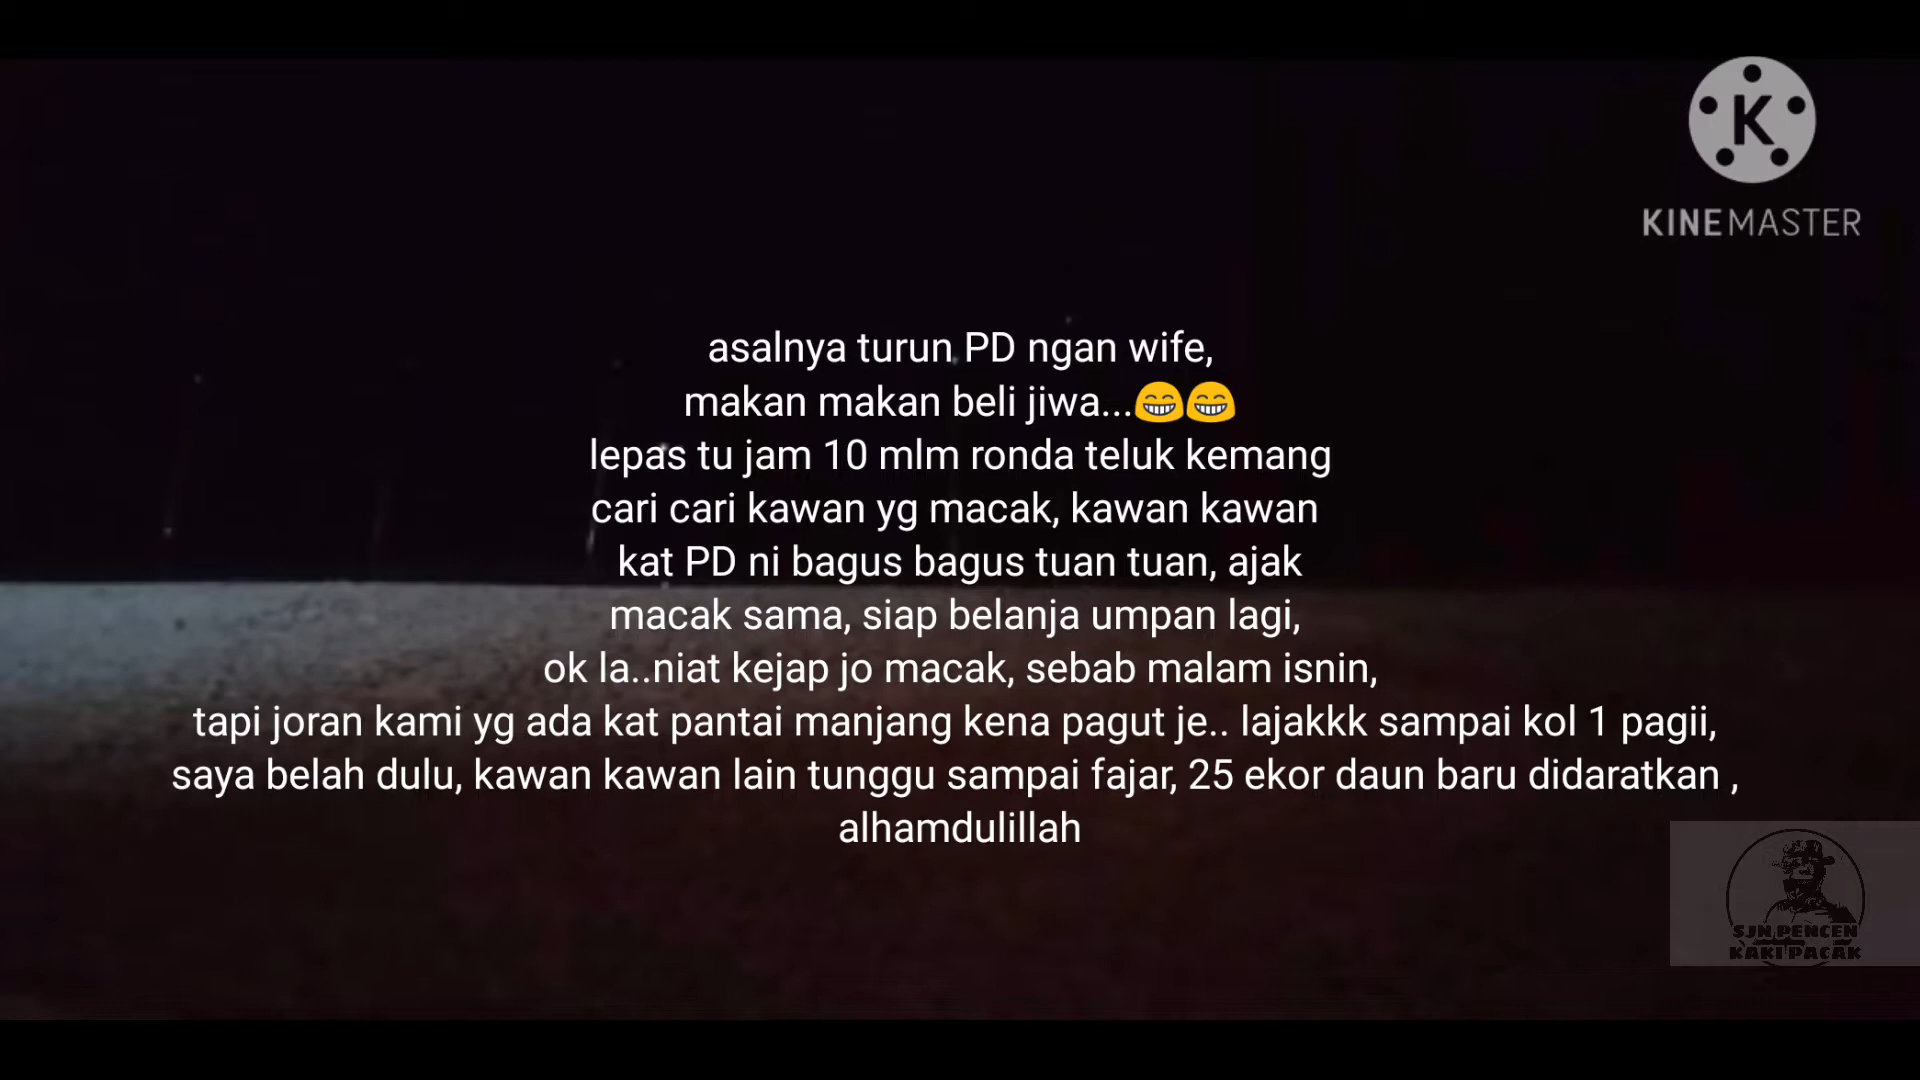 K
KINEMASTER
asalnya turun PD ngan wife,
makan makan beli jiwa...😁😁
lepas tu jam 10 mlm ronda teluk kemang
cari cari kawan yg macak, kawan kawan
kat PD ni bagus bagus tuan tuan, ajak
macak sama, siap belanja umpan lagi,
ok la..niat kejap jo macak, sebab malam isnin,
tapi joran kami yg ada kat pantai manjang kena pagut je.. lajakkk sampai kol 1 pagii,
saya belah dulu, kawan kawan lain tunggu sampai fajar, 25 ekor daun baru didaratkan ,
alhamdulillah
SJN PENCEN
KAKI PACAK